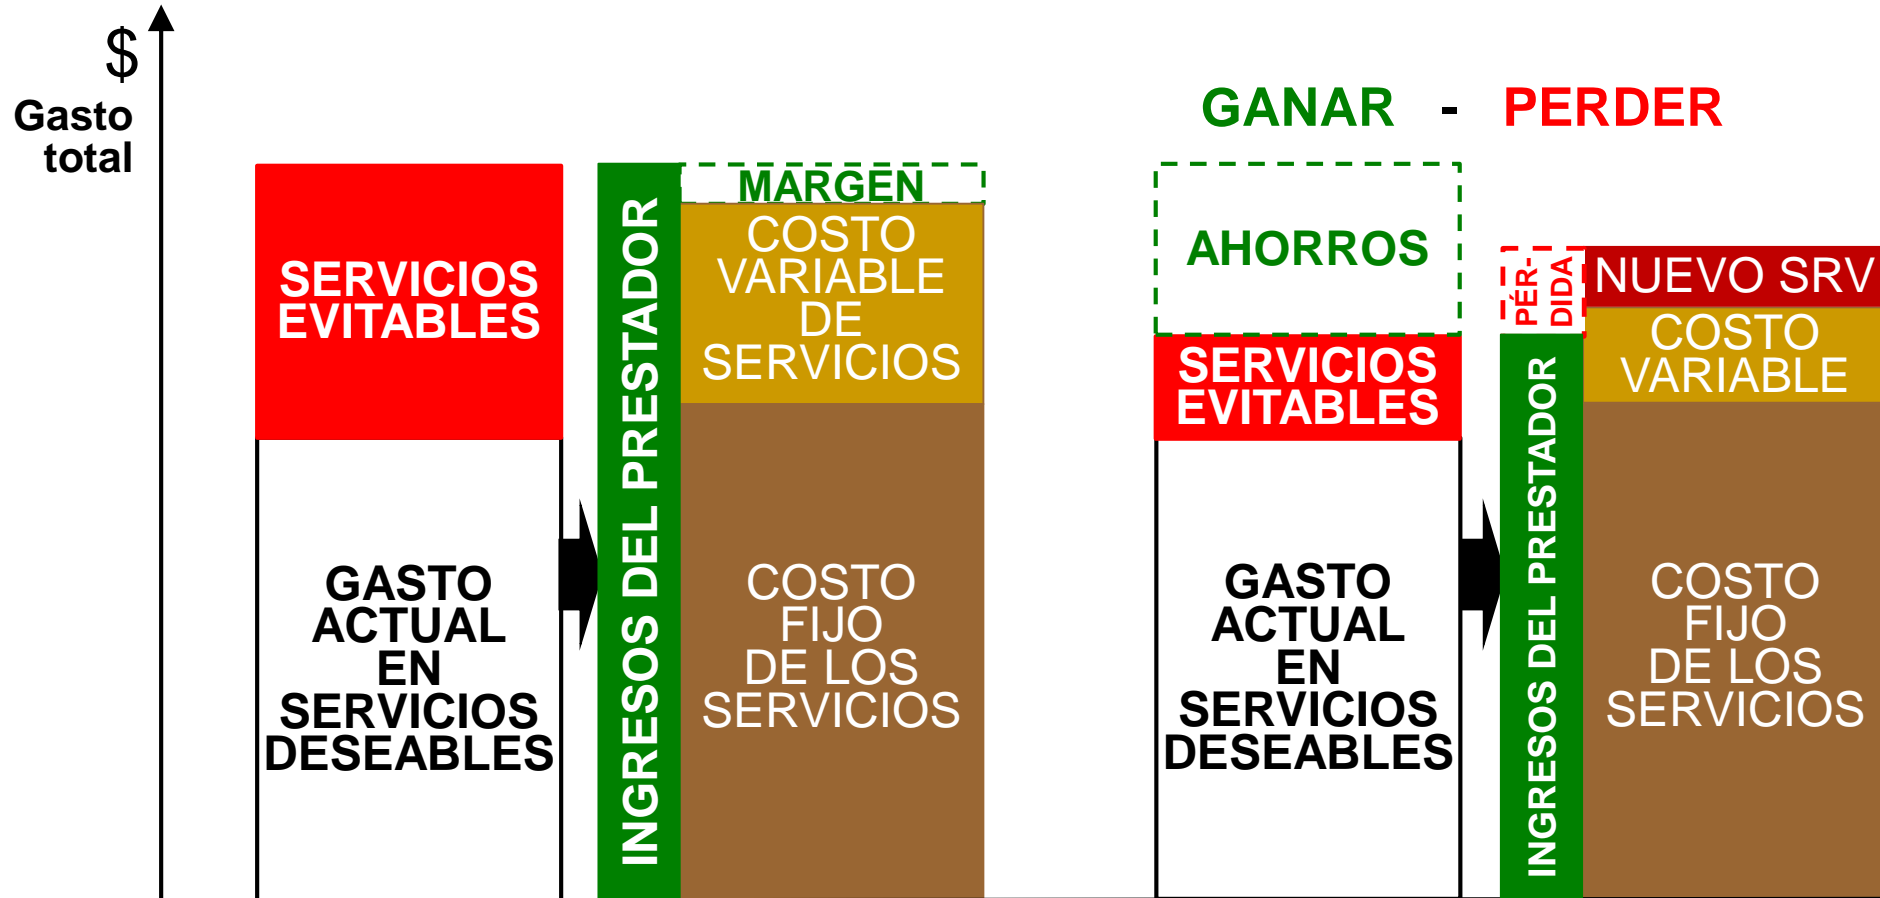 $
Gasto
total
SERVICIOS
EVITABLES
GASTO
ACTUAL
EN
SERVICIOS
DESEABLES
INGRESOS DEL PRESTADOR
MARGEN
COSTO
VARIABLE
DE
SERVICIOS
COSTO
FIJO
DE LOS
SERVICIOS
GANAR - PERDER
AHORROS
SERVICIOS
EVITABLES
GASTO
ACTUAL
EN
SERVICIOS
DESEABLES
PÉR-
DIDA
INGRESOS DEL PRESTADOR
NUEVO SRV
COSTO
VARIABLE
COSTO
FIJO
DE LOS
SERVICIOS